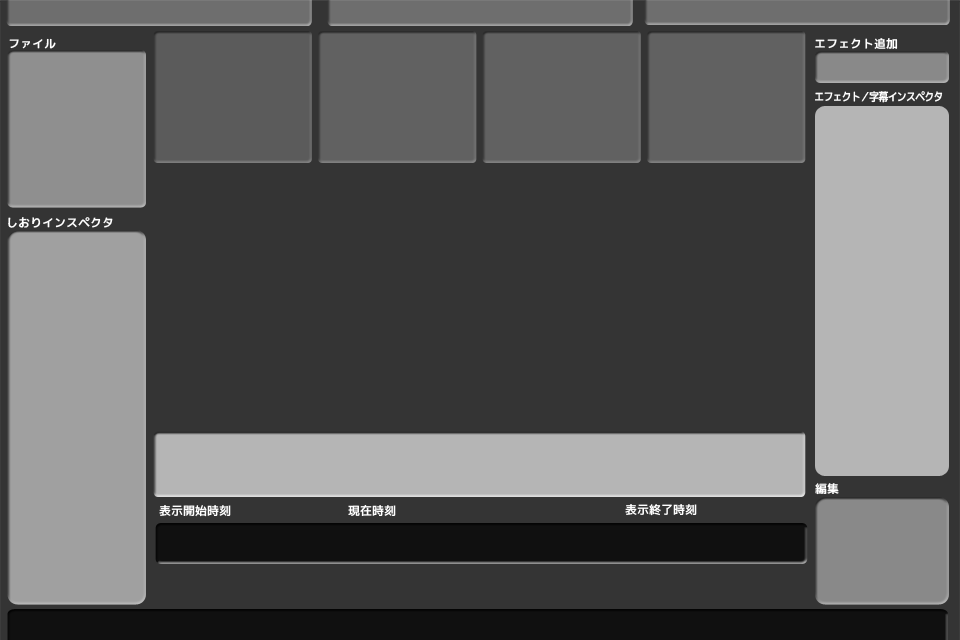 ファイル
エフェクト追加
エフェクト／字幕インスペクタ
しおりインスペクタ
編集
表示開始時刻
現在時刻
表示終了時刻